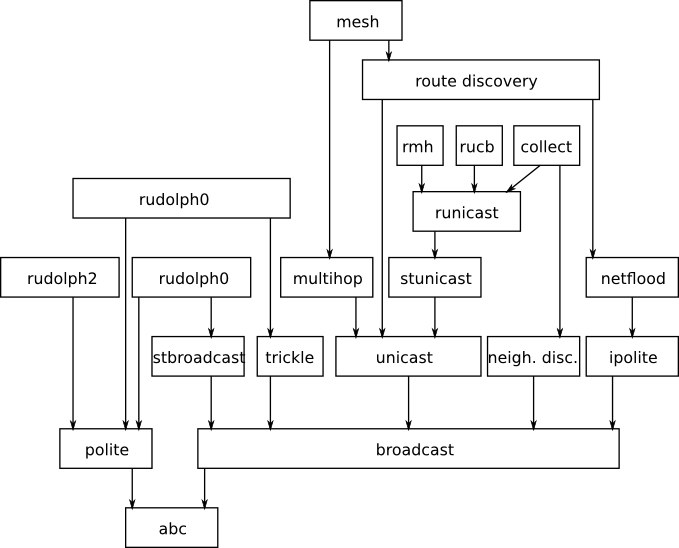 mesh
route discovery
rmh
rucb
collect
rudolph0
runicast
rudolph2
rudolph0
multihop
stunicast
netflood
stbroadcast
trickle
unicast
neigh. disc.
ipolite
polite
broadcast
abc